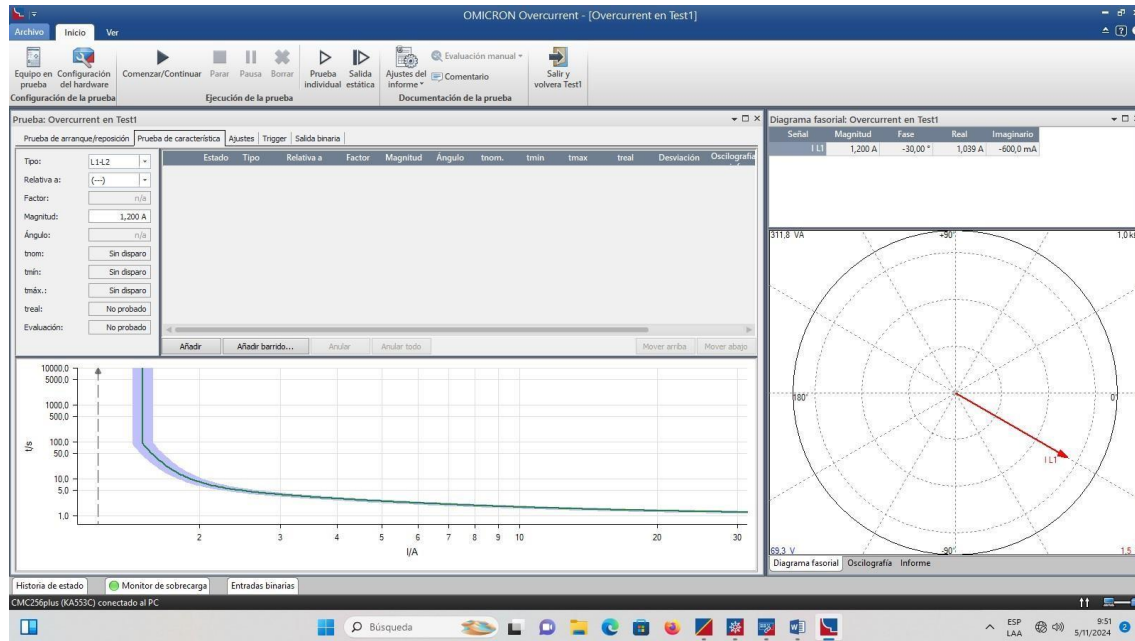 OMICRON Overcurrent - [Overcurrent en Test1]
Archivo Inicio Ver
Equipo en prueba
Configuración del hardware
Comenzar/Continuar
Parar
Pausa
Borrar
Prueba individual
Salida estática
Ajustes del informe
Evaluación manual
Comentario
Salir y volvera Test1
Configuración de la prueba
Ejecución de la prueba
Documentación de la prueba
Prueba: Overcurrent en Test1
Prueba de arranque/reposición Prueba de característica Ajustes Trigger Salida binaria
Tipo: L1-L2
Relativa a: (---)
Factor: n/a
Magnitud: 1,200 A
Ángulo: n/a
tnom: Sin disparo
tmín: Sin disparo
tmáx.: Sin disparo
treal: No probado
Evaluación: No probado
Estado Tipo Relativa a Factor Magnitud Ángulo tnom. tmin tmax treal Desviación Oscilografía
Añadir Añadir barrido... Anular Anular todo Mover arriba Mover abajo
t/s
10000.0
5000.0
1000.0
500.0
100.0
50.0
10.0
5.0
1.0
2 3 4 5 6 7 8 9 10 20 30
I/A
Diagrama fasorial: Overcurrent en Test1
Señal Magnitud Fase Real Imaginario
I L1 1,200 A -30,00 ° 1,039 A -600,0 mA
311,8 VA +90° 1,0 k
180° 0°
I L1
69,3 V -90° 1,5
Diagrama fasorial Oscilografía Informe
Historia de estado Monitor de sobrecarga Entradas binarias
CMC256plus (KA553C) conectado al PC
Búsqueda
ESP
LAA
9:51
5/11/2024
2